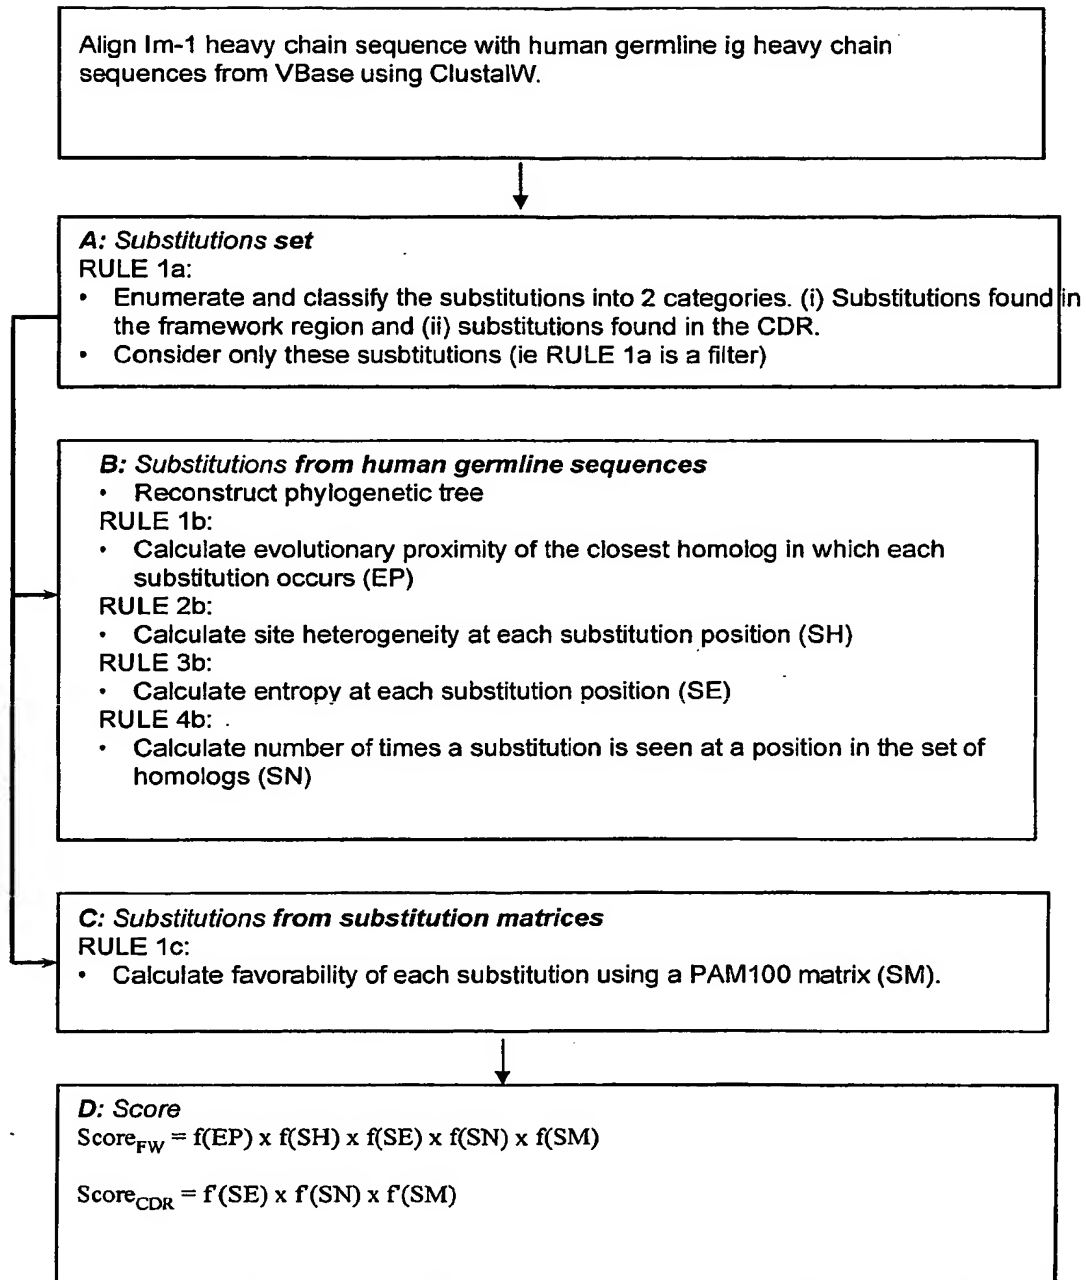 Align Im-1 heavy chain sequence with human germline ig heavy chain
sequences from VBase using ClustalW.
A: Substitutions set
RULE 1a:
• Enumerate and classify the substitutions into 2 categories. (i) Substitutions found in
the framework region and (ii) substitutions found in the CDR.
• Consider only these susbtitutions (ie RULE 1a is a filter)
B: Substitutions from human germline sequences
• Reconstruct phylogenetic tree
RULE 1b:
• Calculate evolutionary proximity of the closest homolog in which each
substitution occurs (EP)
RULE 2b:
• Calculate site heterogeneity at each substitution position (SH)
RULE 3b:
• Calculate entropy at each substitution position (SE)
RULE 4b:
• Calculate number of times a substitution is seen at a position in the set of
homologs (SN)
C: Substitutions from substitution matrices
RULE 1c:
• Calculate favorability of each substitution using a PAM100 matrix (SM).
D: Score
Score_FW = f(EP) x f(SH) x f(SE) x f(SN) x f(SM)
Score_CDR = f'(SE) x f'(SN) x f'(SM)